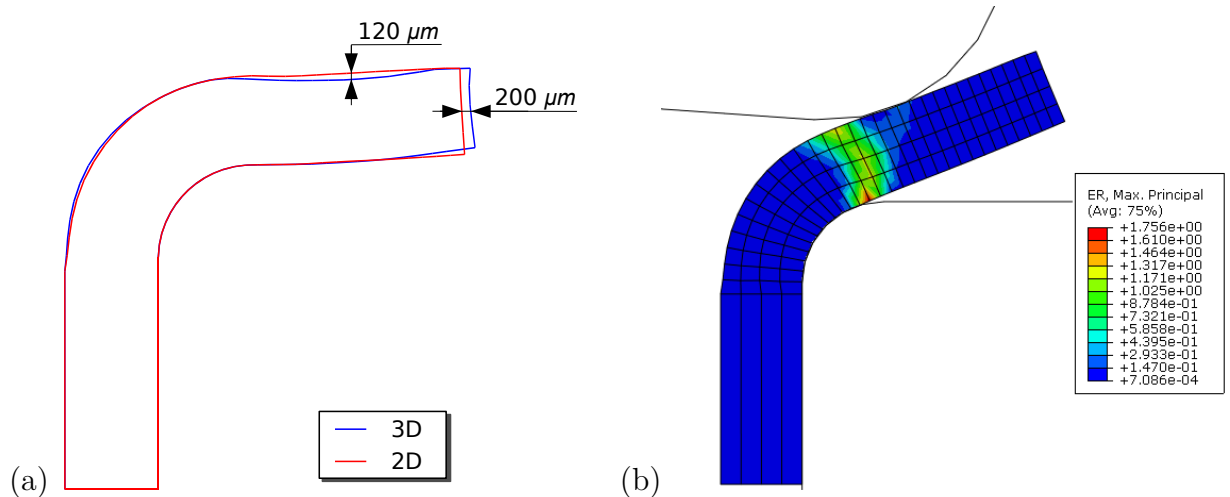 120 μm
200 μm
3D
2D
(a)
ER, Max. Principal
(Avg: 75%)
+1.756e+00
+1.610e+00
+1.464e+00
+1.317e+00
+1.171e+00
+1.025e+00
+8.784e-01
+7.321e-01
+5.858e-01
+4.395e-01
+2.933e-01
+1.470e-01
+7.086e-04
(b)